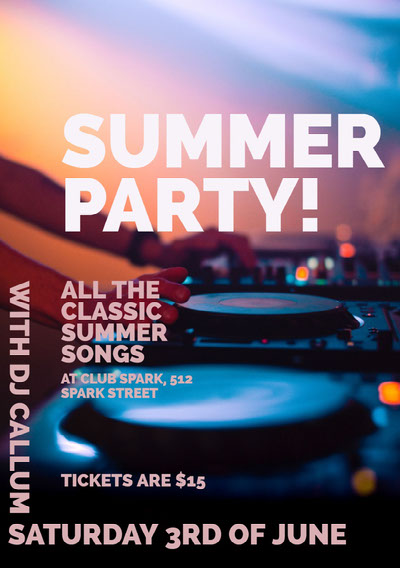 SUMMER
PARTY!
ALL THE
CLASSIC
SUMMER
SONGS
AT CLUB SPARK, 512
SPARK STREET
WITH DJ CALLUM
TICKETS ARE $15
SATURDAY 3RD OF JUNE